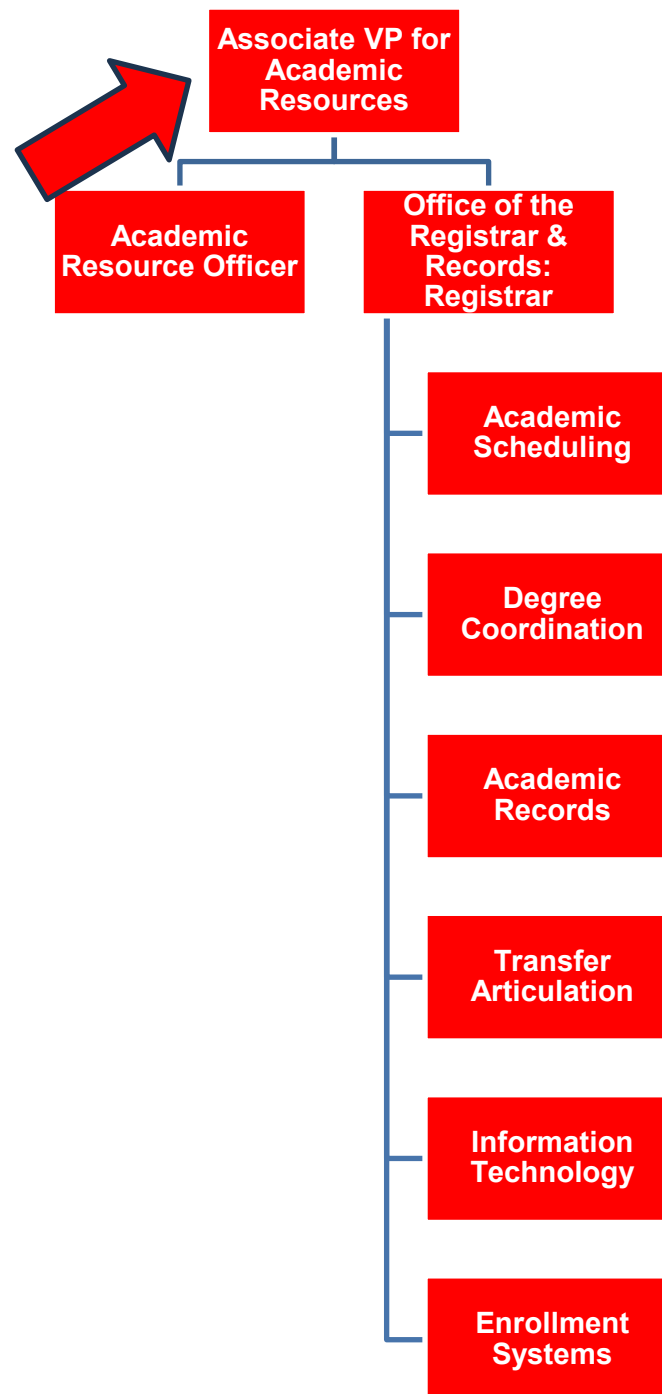 Associate VP for
Academic
Resources
Academic
Resource Officer
Office of the
Registrar &
Records:
Registrar
Academic
Scheduling
Degree
Coordination
Academic
Records
Transfer
Articulation
Information
Technology
Enrollment
Systems